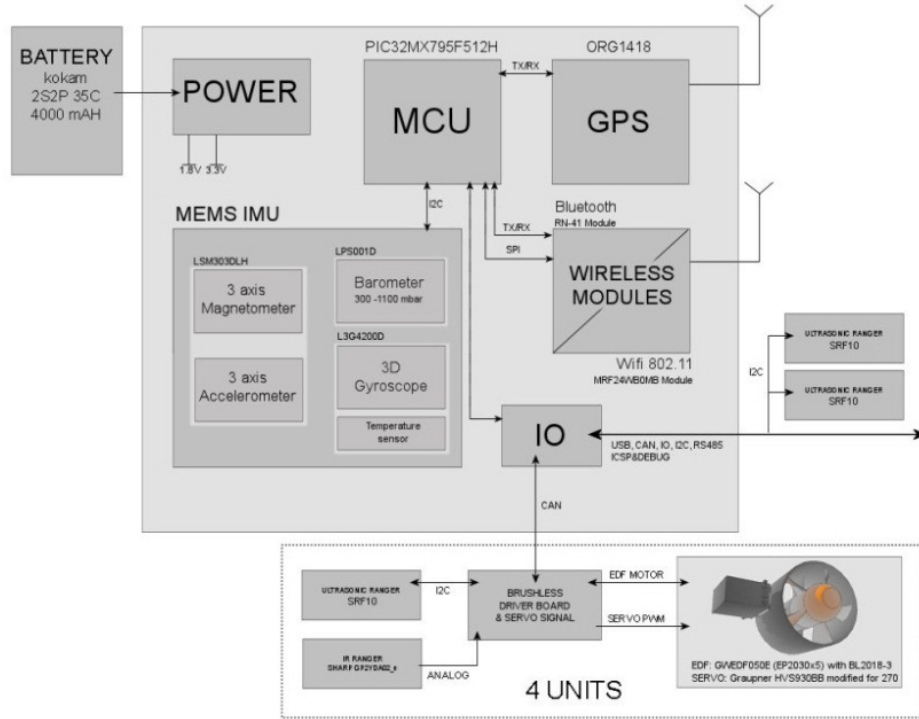 BATTERY
kokam
2S2P 35C
4000 mAH
POWER
1.8V 3.3V
PIC32MX795F512H
MCU
TX/RX
ORG1418
GPS
I2C
TX/RX
SPI
Bluetooth
RN-41 Module
WIRELESS
MODULES
Wifi 802.11
MRF24WB0MB Module
MEMS IMU
LSM303DLH
3 axis
Magnetometer
3 axis
Accelerometer
LPS001D
Barometer
300 -1100 mbar
L3G4200D
3D
Gyroscope
Temperature
sensor
IO
USB, CAN, IO, I2C, RS485
ICSP&DEBUG
I2C
ULTRASONIC RANGER
SRF10
ULTRASONIC RANGER
SRF10
CAN
ULTRASONIC RANGER
SRF10
I2C
IR RANGER
SHARP
ANALOG
BRUSHLESS
DRIVER BOARD
& SERVO SIGNAL
EDF MOTOR
SERVO PWM
EDF: GWEDF050E (EP2030x5) with BL2018-3
SERVO: Graupner HVS930BB modified for 270
4 UNITS